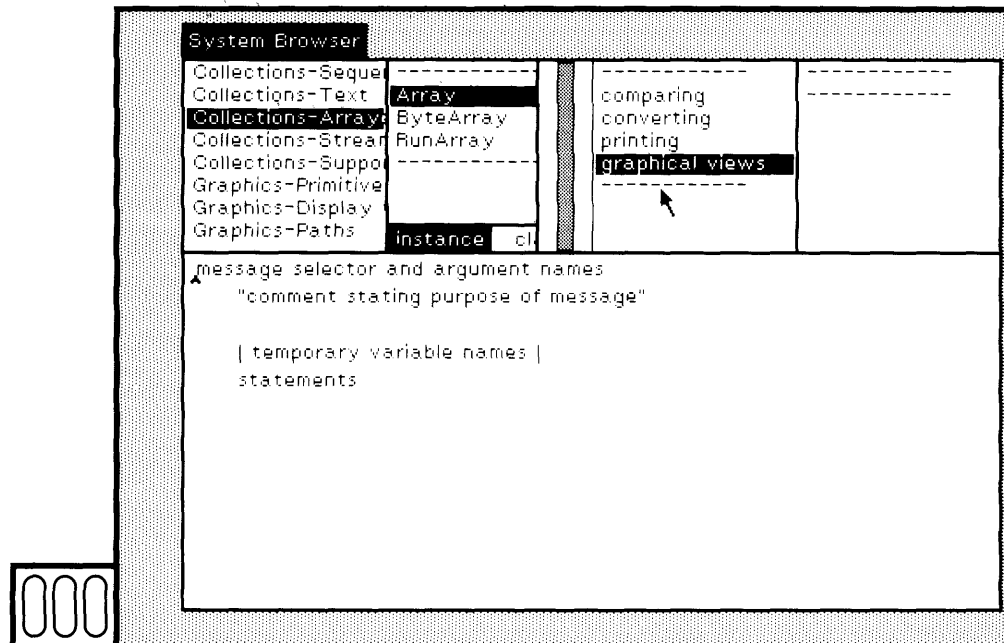 System Browser
Collections-Seque
Collections-Text
Collections-Array
Collections-Strear
Collections-Suppo
Graphics-Primitive
Graphics-Display
Graphics-Paths
------------
Array
ByteArray
RunArray
------------
instance cl
------------
comparing
converting
printing
graphical views
------------
------------
------------
message selector and argument names
"comment stating purpose of message"
| temporary variable names |
statements